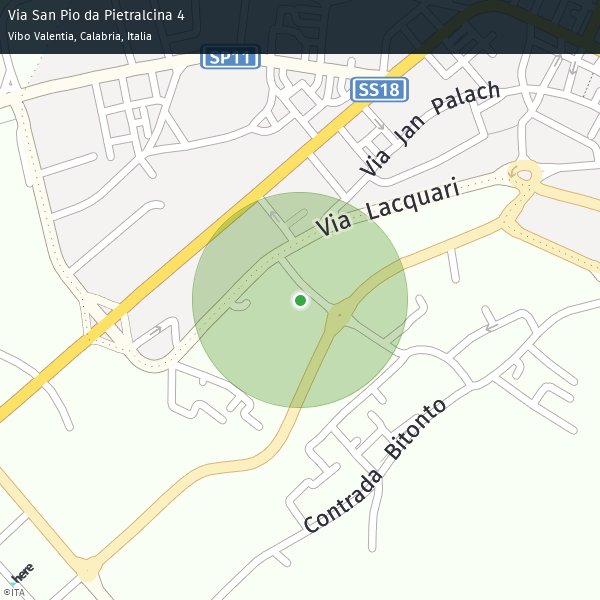 Via San Pio da Pietralcina 4
Vibo Valentia, Calabria, Italia
SP11
SS18
Via Jan Palach
Via Lacquari
Contrada Bitonto
here
©ITA